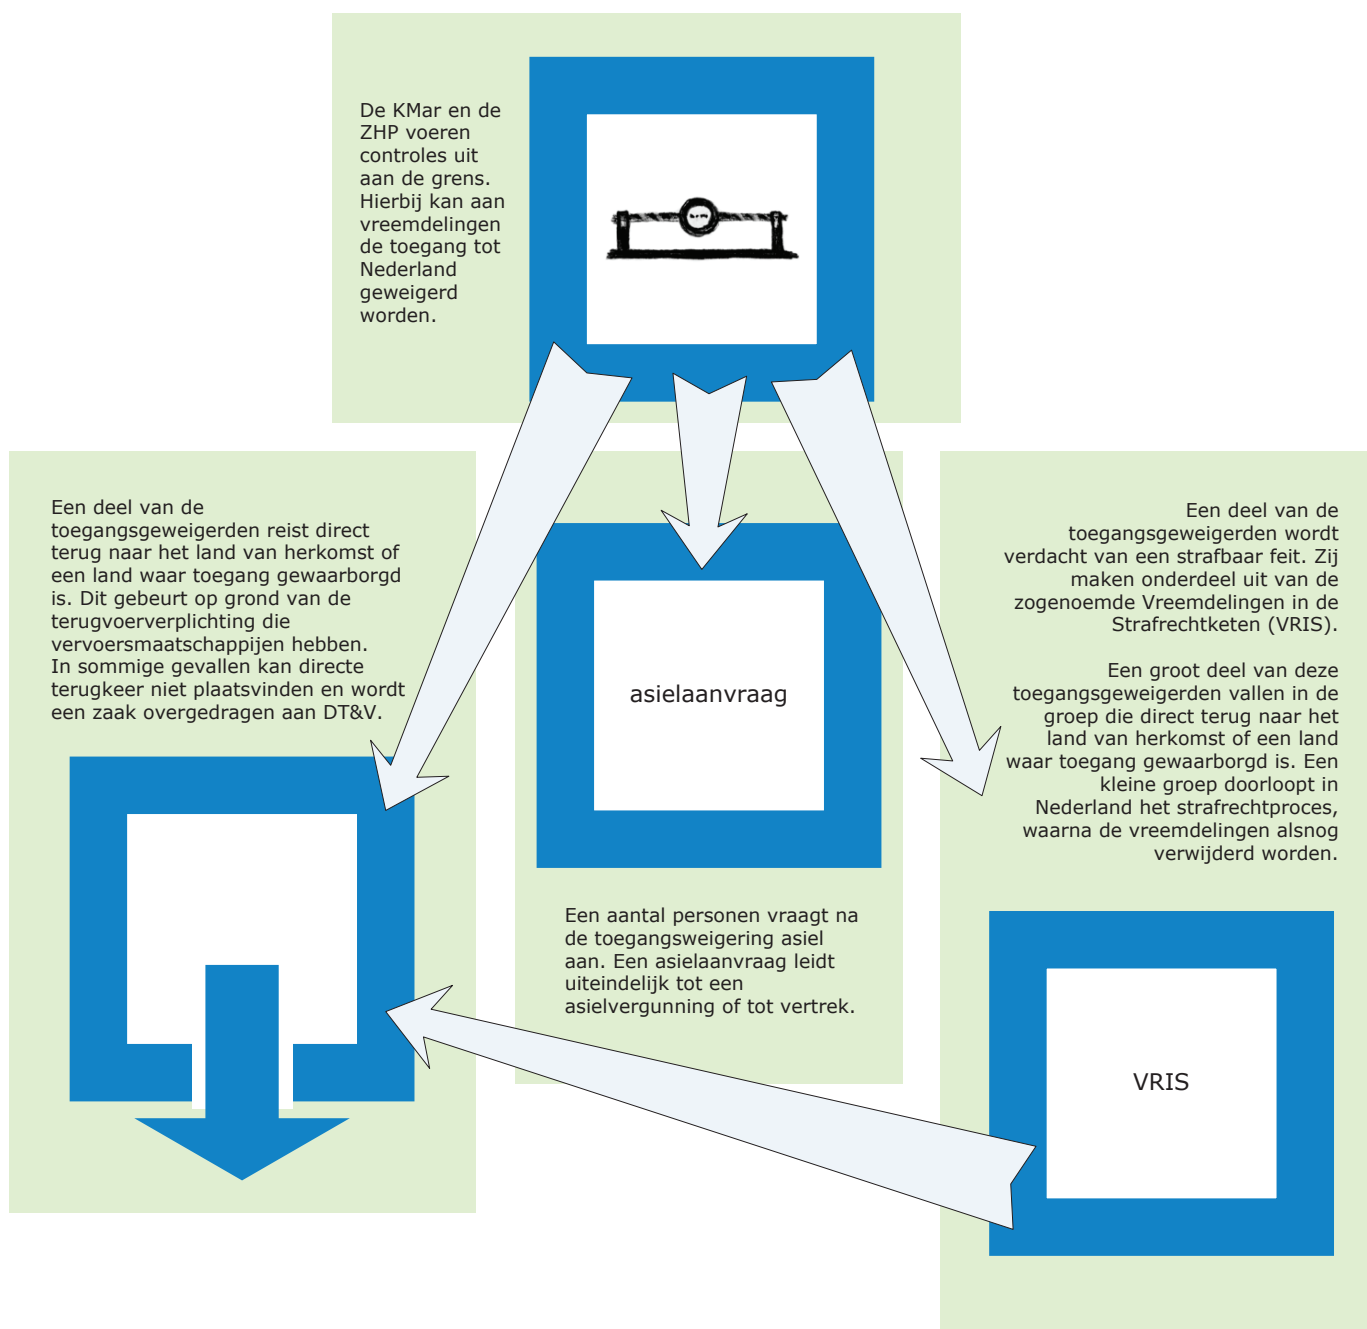 De KMar en de
ZHP voeren
controles uit
aan de grens.
Hierbij kan aan
vreemdelingen
de toegang tot
Nederland
geweigerd
worden.
Een deel van de
toegangsgeweigerden reist direct
terug naar het land van herkomst of
een land waar toegang gewaarborgd
is. Dit gebeurt op grond van de
terugvoerverplichting die
vervoersmaatschappijen hebben.
In sommige gevallen kan directe
terugkeer niet plaatsvinden en wordt
een zaak overgedragen aan DT&V.
asielaanvraag
Een aantal personen vraagt na
de toegangsweigering asiel
aan. Een asielaanvraag leidt
uiteindelijk tot een
asielvergunning of tot vertrek.
Een deel van de
toegangsgeweigerden wordt
verdacht van een strafbaar feit. Zij
maken onderdeel uit van de
zogenoemde Vreemdelingen in de
Strafrechtketen (VRIS).
Een groot deel van deze
toegangsgeweigerden vallen in de
groep die direct terug naar het
land van herkomst of een land
waar toegang gewaarborgd is. Een
kleine groep doorloopt in
Nederland het strafrechtproces,
waarna de vreemdelingen alsnog
verwijderd worden.
VRIS